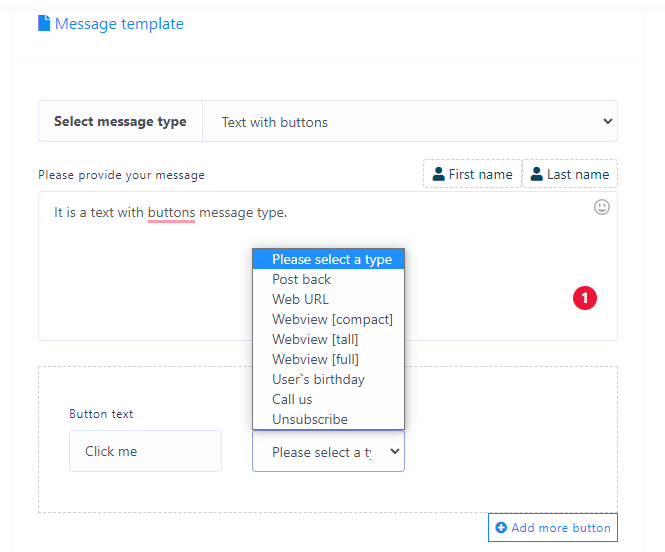 Message template
Select message type
Text with buttons
Please provide your message
First name
Last name
It is a text with buttons message type.
1
Please select a type
Post back
Web URL
Webview [compact]
Webview [tall]
Webview [full]
User`s birthday
Call us
Unsubscribe
Button text
Click me
Please select a ty
Add more button